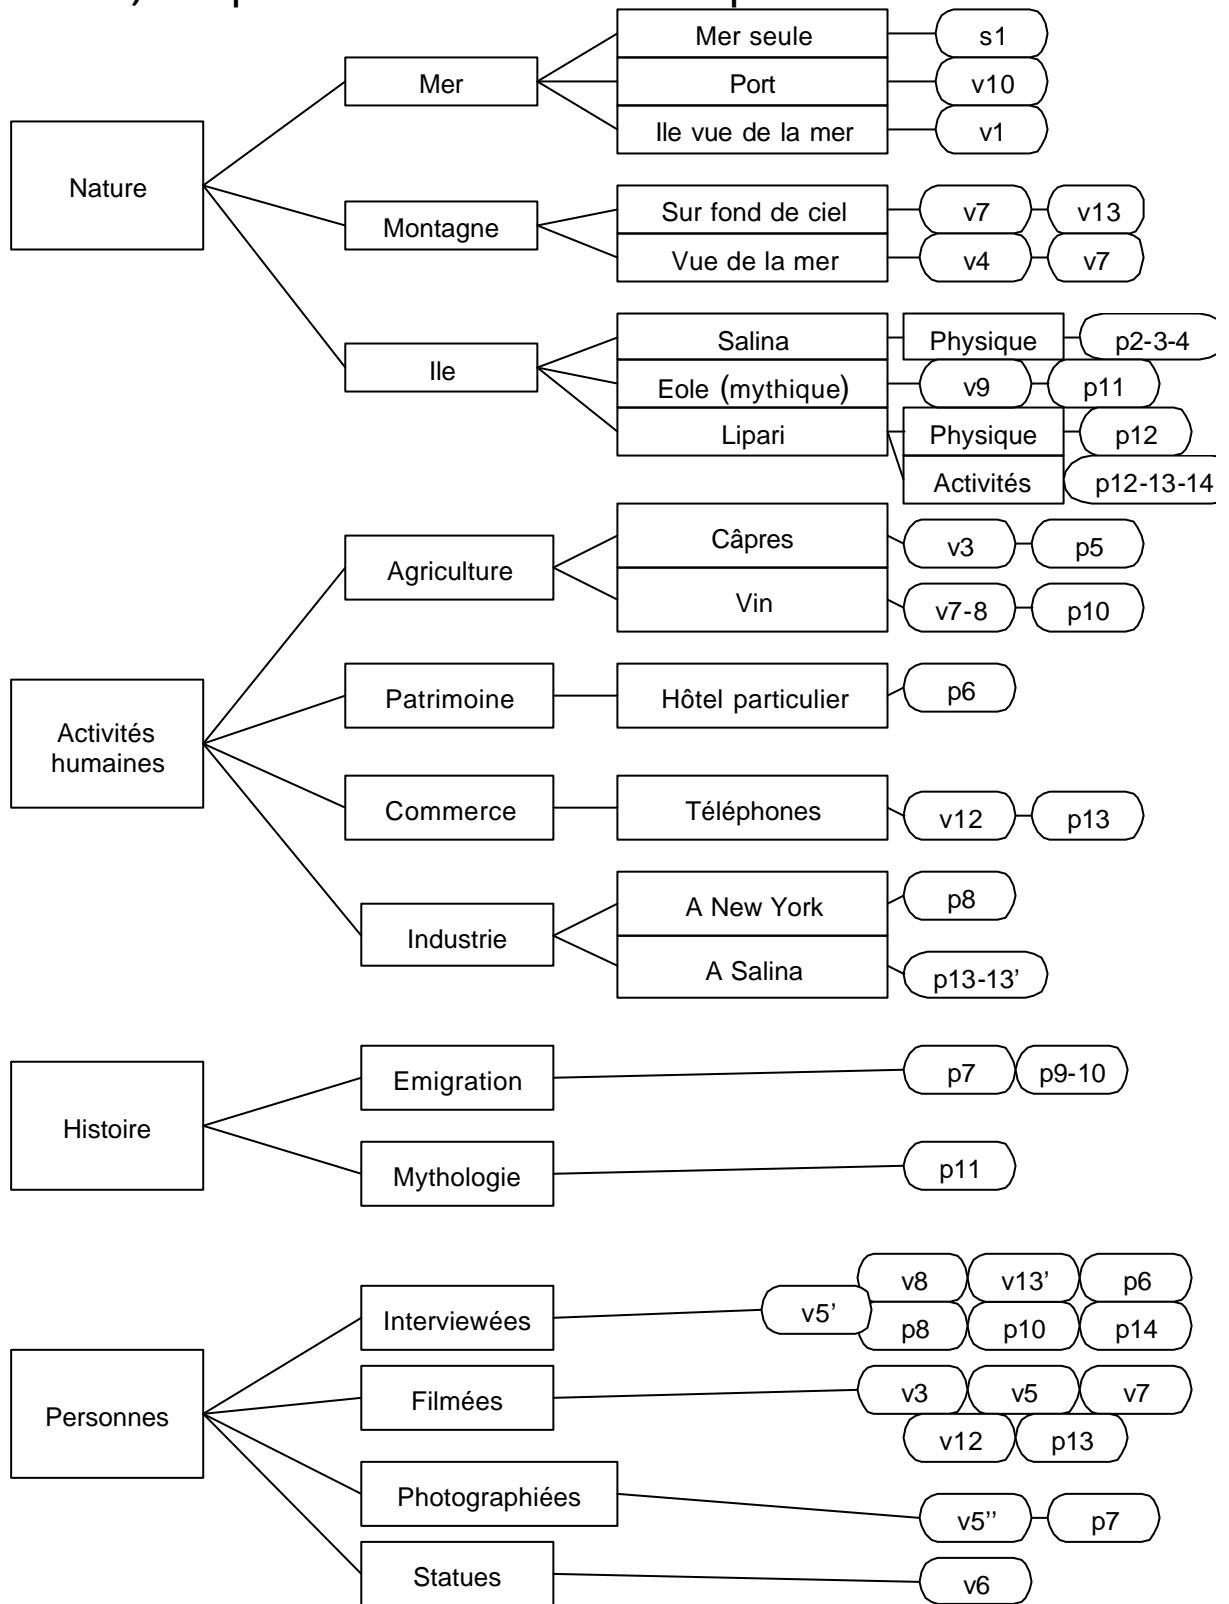 Mer seule s1
Mer Port v10
Ile vue de la mer v1
Nature
Sur fond de ciel v7 v13
Montagne
Vue de la mer v4 v7
Salina Physique p2-3-4
Ile Eole (mythique) v9 p11
Lipari Physique p12
Activités p12-13-14
Câpres v3 p5
Agriculture
Vin v7-8 p10
Patrimoine Hôtel particulier p6
Activités
humaines
Commerce Téléphones v12 p13
A New York p8
Industrie
A Salina p13-13’
Emigration p7 p9-10
Histoire
Mythologie p11
v8 v13’ p6
Interviewées v5’
p8 p10 p14
Filmées v3 v5 v7
Personnes
v12 p13
Photographiées
v5’’ p7
Statues v6